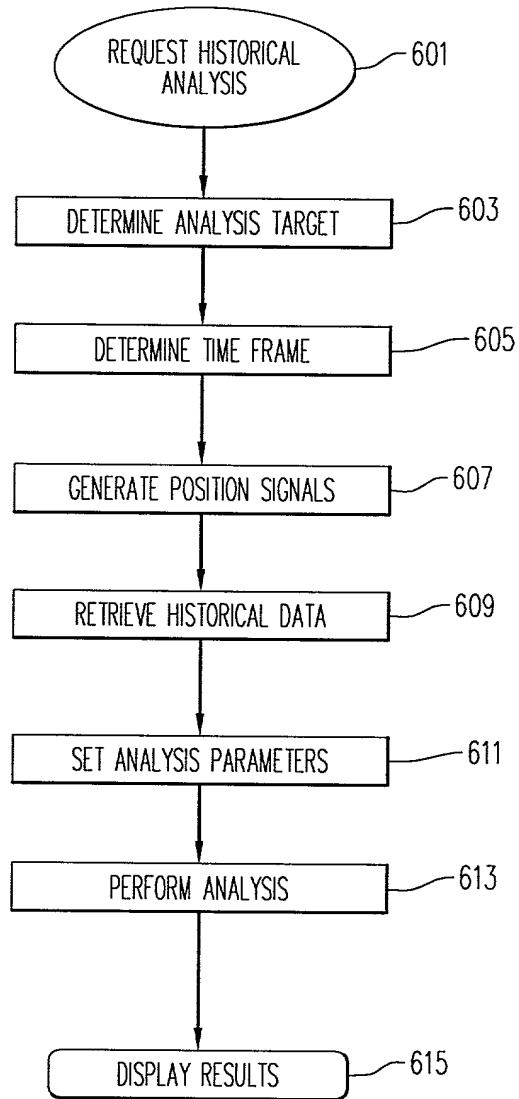 REQUEST HISTORICAL
ANALYSIS
601
DETERMINE ANALYSIS TARGET
603
DETERMINE TIME FRAME
605
GENERATE POSITION SIGNALS
607
RETRIEVE HISTORICAL DATA
609
SET ANALYSIS PARAMETERS
611
PERFORM ANALYSIS
613
DISPLAY RESULTS
615